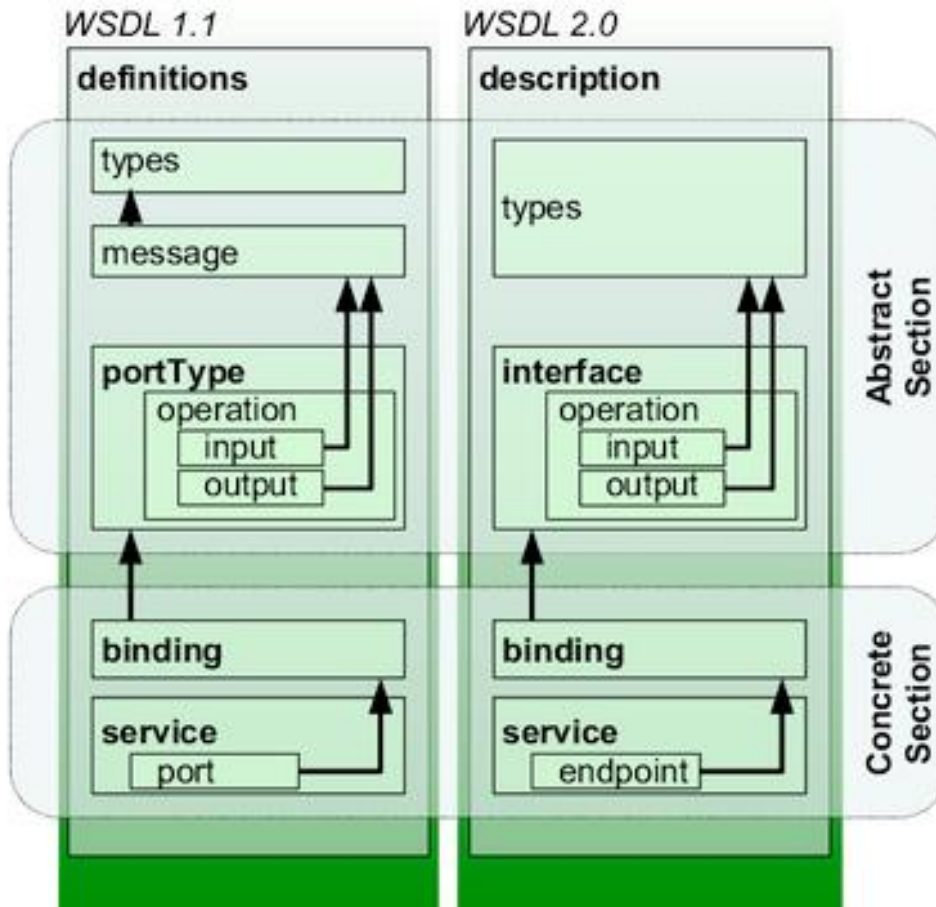 WSDL 1.1
definitions
types
message
portType
operation
input
output
binding
service
port
WSDL 2.0
description
types
interface
operation
input
output
binding
service
endpoint
Abstract
Section
Concrete
Section